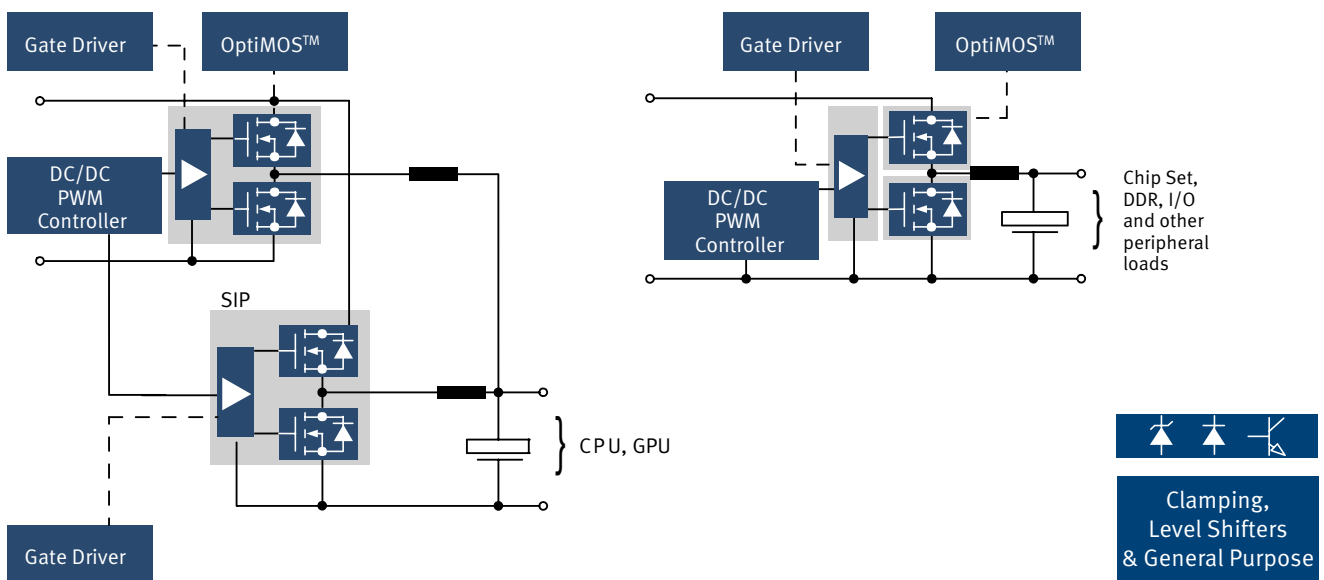 Gate Driver
OptiMOS™
DC/DC
PWM
Controller
SIP
CPU, GPU
Gate Driver
Gate Driver
OptiMOS™
DC/DC
PWM
Controller
Chip Set,
DDR, I/O
and other
peripheral
loads
Clamping,
Level Shifters
& General Purpose